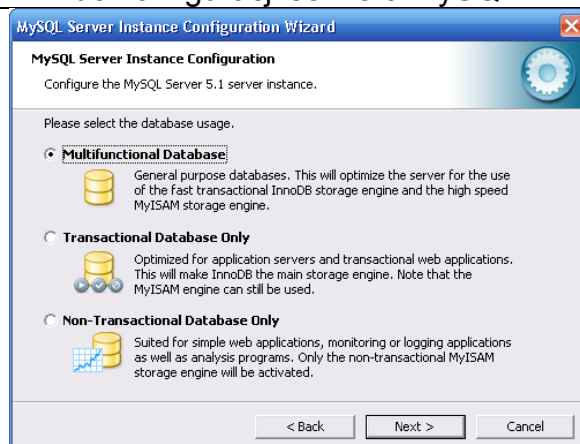 MySQL Server Instance Configuration Wizard
MySQL Server Instance Configuration
Configure the MySQL Server 5.1 server instance.
Please select the database usage.
Multifunctional Database
General purpose databases. This will optimize the server for the use
of the fast transactional InnoDB storage engine and the high speed
MyISAM storage engine.
Transactional Database Only
Optimized for application servers and transactional web applications.
This will make InnoDB the main storage engine. Note that the
MyISAM engine can still be used.
Non-Transactional Database Only
Suited for simple web applications, monitoring or logging applications
as well as analysis programs. Only the non-transactional MyISAM
storage engine will be activated.
< Back Next > Cancel